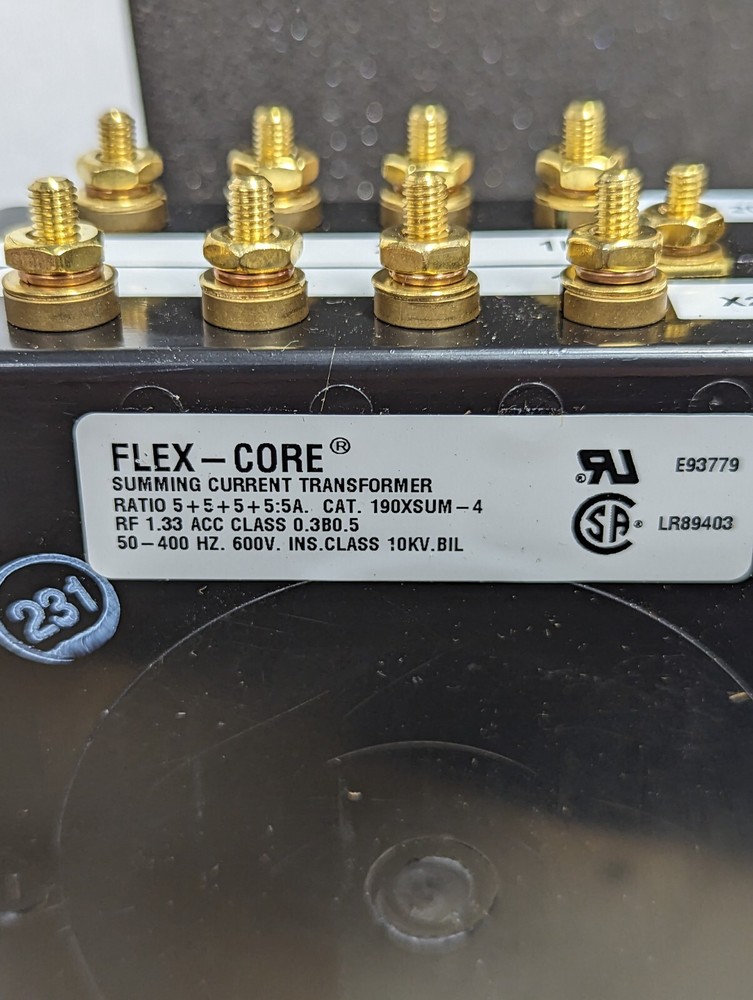 FLEX-CORE®
SUMMING CURRENT TRANSFORMER
RATIO 5+5+5+5:5A. CAT. 190XSUM-4
RF 1.33 ACC CLASS 0.3B0.5
50-400 HZ. 600V. INS.CLASS 10KV.BIL
E93779
LR89403
231